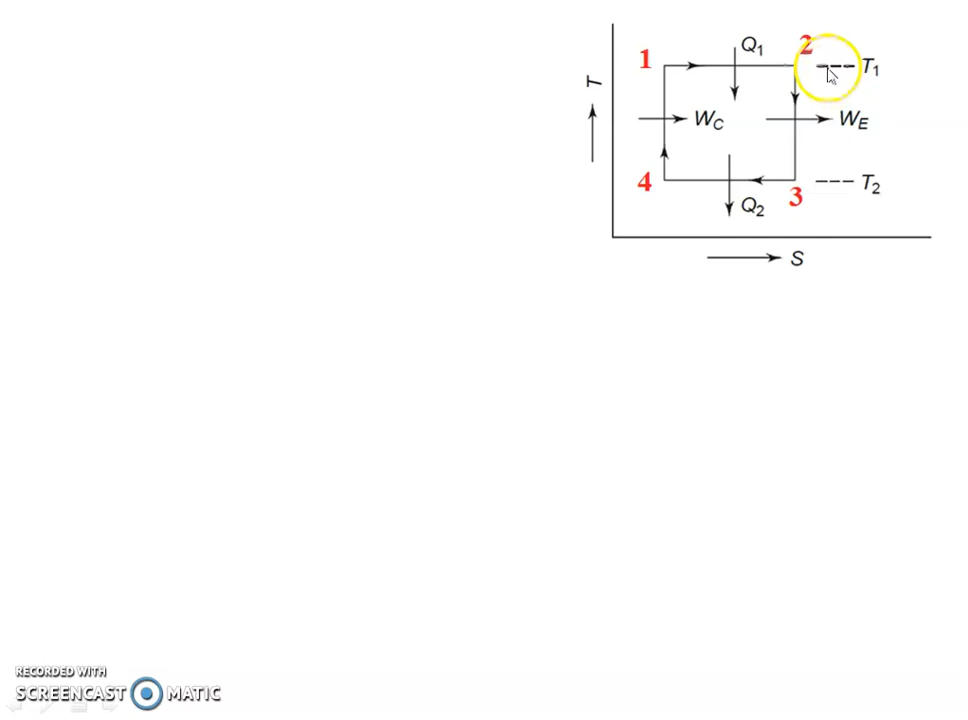 1
Q1
2
T1
T
WC
WE
4
3
T2
Q2
S
RECORDED WITH
SCREENCAST MATIC